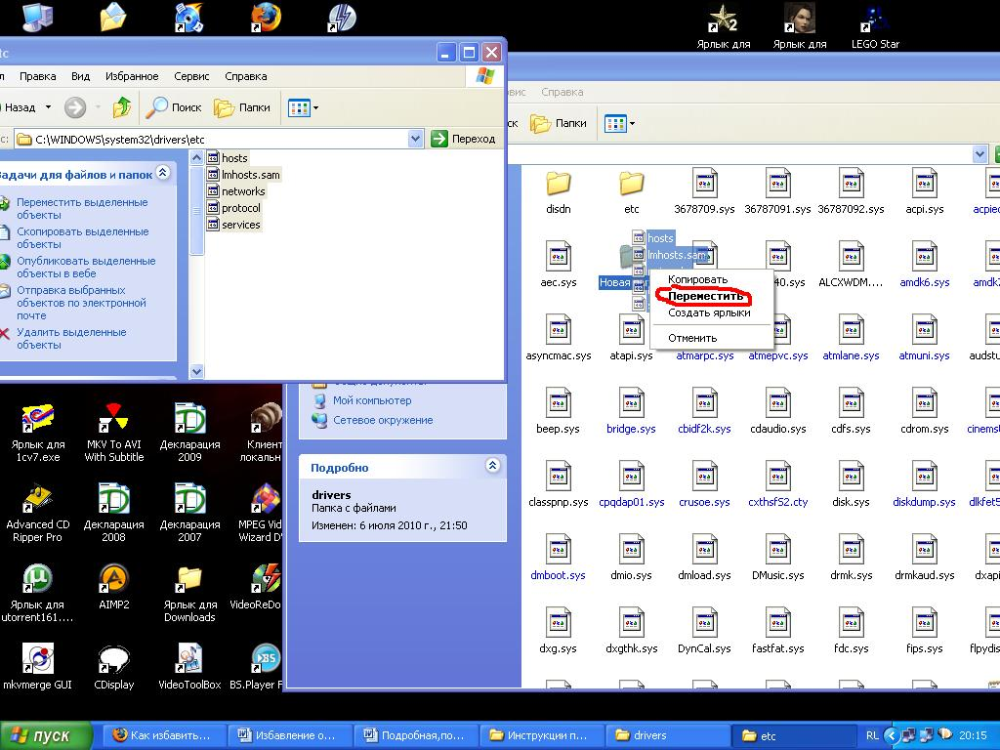 Ярлык для
Ярлык для
LEGO Star
etc
Правка Вид Избранное Сервис Справка
Назад Поиск Папки
C:\WINDOWS\system32\drivers\etc
Переход
Задачи для файлов и папок
Переместить выделенные
объекты
Скопировать выделенные
объекты
Опубликовать выделенные
объекты в вебе
Отправка выбранных
объектов по электронной
почте
Удалить выделенные
объекты
hosts
lmhosts.sam
networks
protocol
services
Справка
Папки
disdn etc 3678709.sys 36787091.sys 36787092.sys acpi.sys
hosts
lmhosts.sam
aec.sys Новая 40.sys ALCXWDM.... amdk6.sys
Копировать
Переместить
Создать ярлыки
Отменить
asyncmac.sys atapi.sys atmarpc.sys atmepvc.sys atmlane.sys atmuni.sys
beep.sys bridge.sys cbidf2k.sys cdaudio.sys cdfs.sys cdrom.sys
classpnp.sys cpqdap01.sys crusoe.sys cxthsf52.cty disk.sys diskdump.sys
dmboot.sys dmio.sys dmload.sys DMusic.sys drmk.sys drmkaud.sys
dxg.sys dxgthk.sys DynCal.sys fastfat.sys fdc.sys fips.sys
Мой компьютер
Сетевое окружение
Подробно
drivers
Папка с файлами
Изменен: 6 июля 2010 г., 21:50
Ярлык для
1cv7.exe
MKV To AVI
With Subtitle
Декларация
2009
Клиент
локальн
Advanced CD
Ripper Pro
Декларация
2008
Декларация
2007
MPEG Vid
Wizard D
Ярлык для
utorrent161....
AIMP2
Ярлык для
Downloads
VideoReDo
mkvmerge GUI
CDisplay
VideoToolBox
BS.Player F
пуск
Как избавить...
Избавление о...
Подробная,по...
Инструкции п...
drivers
etc
RL
20:15